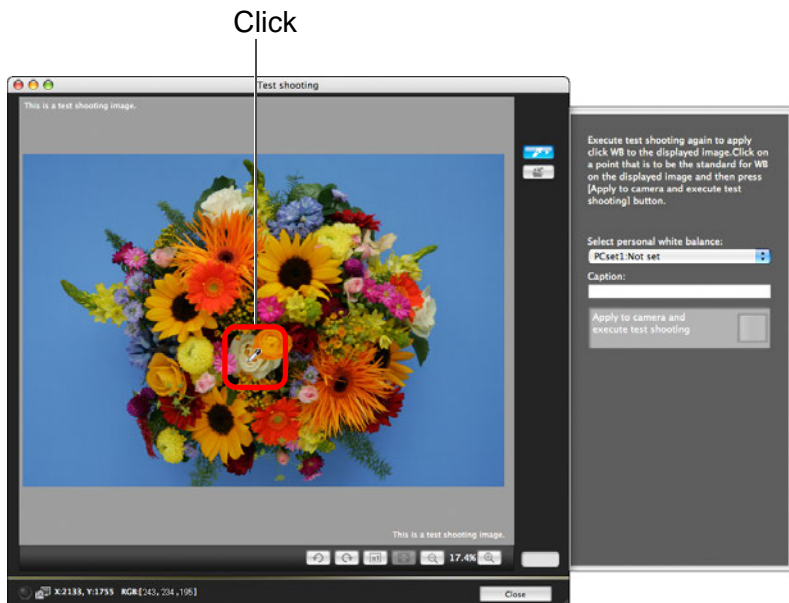 Click
Test shooting
This is a test shooting image.
Execute test shooting again to apply
click WB to the displayed image.Click on
a point that is to be the standard for WB
on the displayed image and then press
[Apply to camera and execute test
shooting] button.
Select personal white balance:
PCset1:Not set
Caption:
Apply to camera and
execute test shooting
This is a test shooting image.
17.4%
X:2133, Y:1755 RGB:[243, 234 ,195]
Close